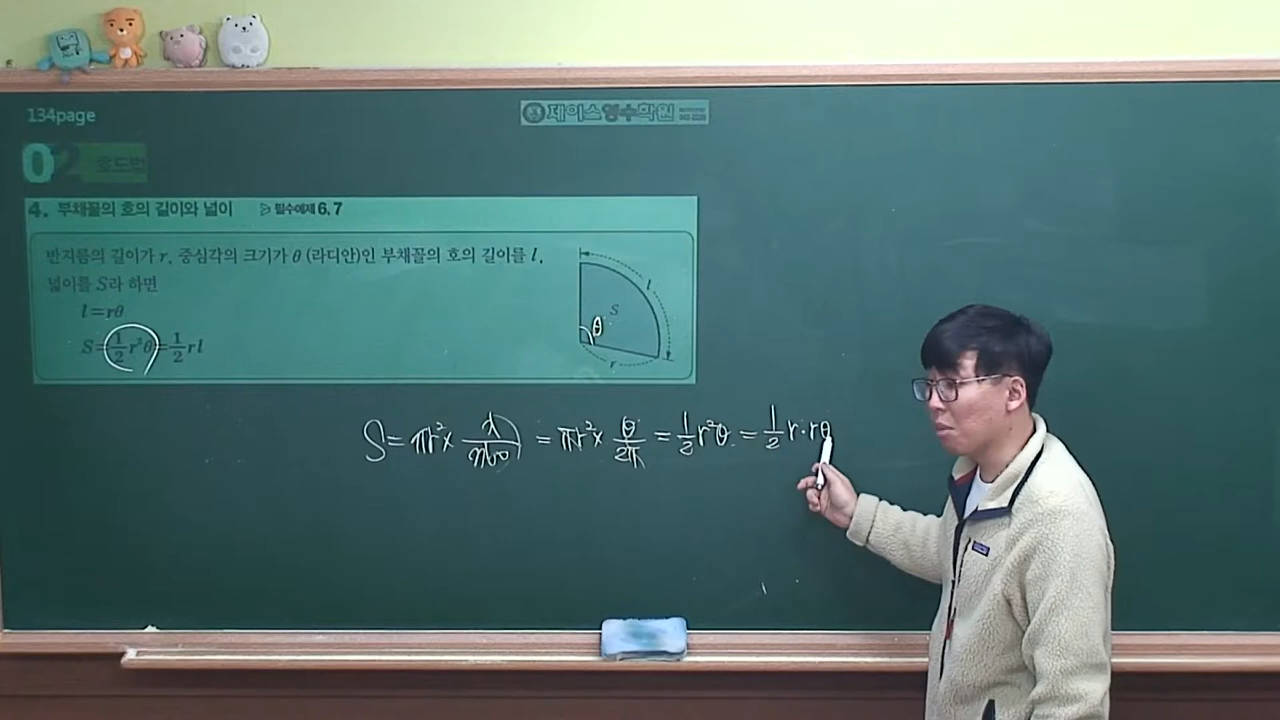 134page
제이스영수학원
02 호도법
4. 부채꼴의 호의 길이와 넓이 ▷ 필수예제 6, 7
반지름의 길이가 r, 중심각의 크기가 θ (라디안)인 부채꼴의 호의 길이를 l,
넓이를 S라 하면
l=rθ
S=½r²θ=½rl
l
S
θ
r
S = πr² × x/360 = πr² × θ/2π = ½r²θ = ½r·rθ